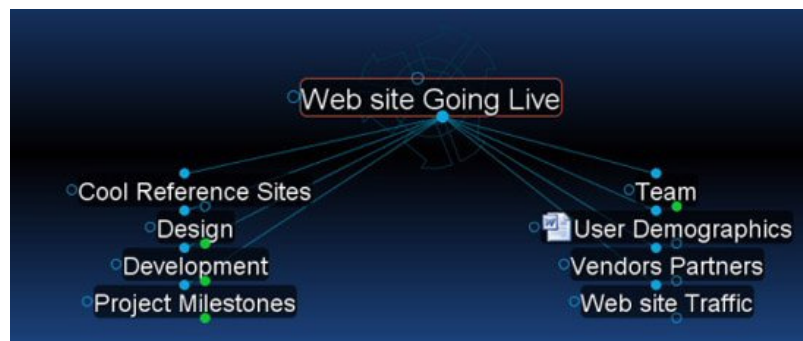 Web site Going Live
Cool Reference Sites
Design
Development
Project Milestones
Team
User Demographics
Vendors Partners
Web site Traffic